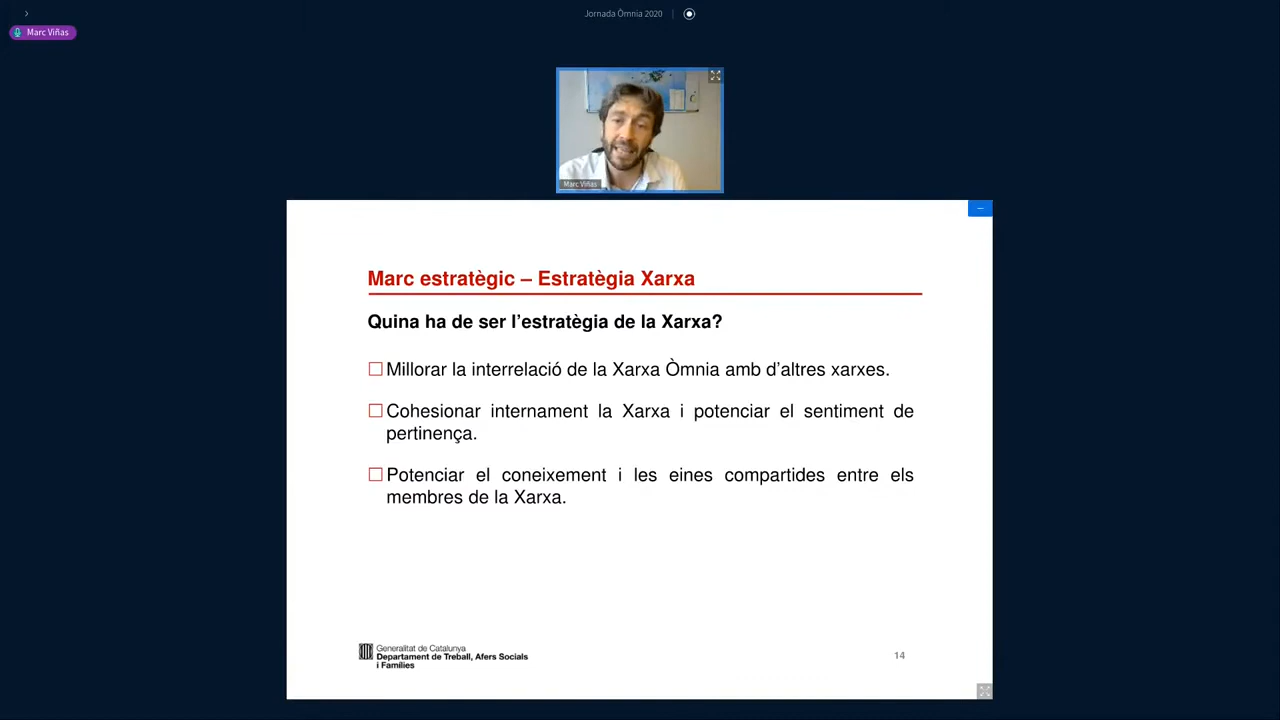 Jornada Òmnia 2020
Marc Viñas
Marc Viñas
Marc estratègic – Estratègia Xarxa
Quina ha de ser l’estratègia de la Xarxa?
Millorar la interrelació de la Xarxa Òmnia amb d’altres xarxes.
Cohesionar internament la Xarxa i potenciar el sentiment de
pertinença.
Potenciar el coneixement i les eines compartides entre els
membres de la Xarxa.
Generalitat de Catalunya
Departament de Treball, Afers Socials
i Famílies
14